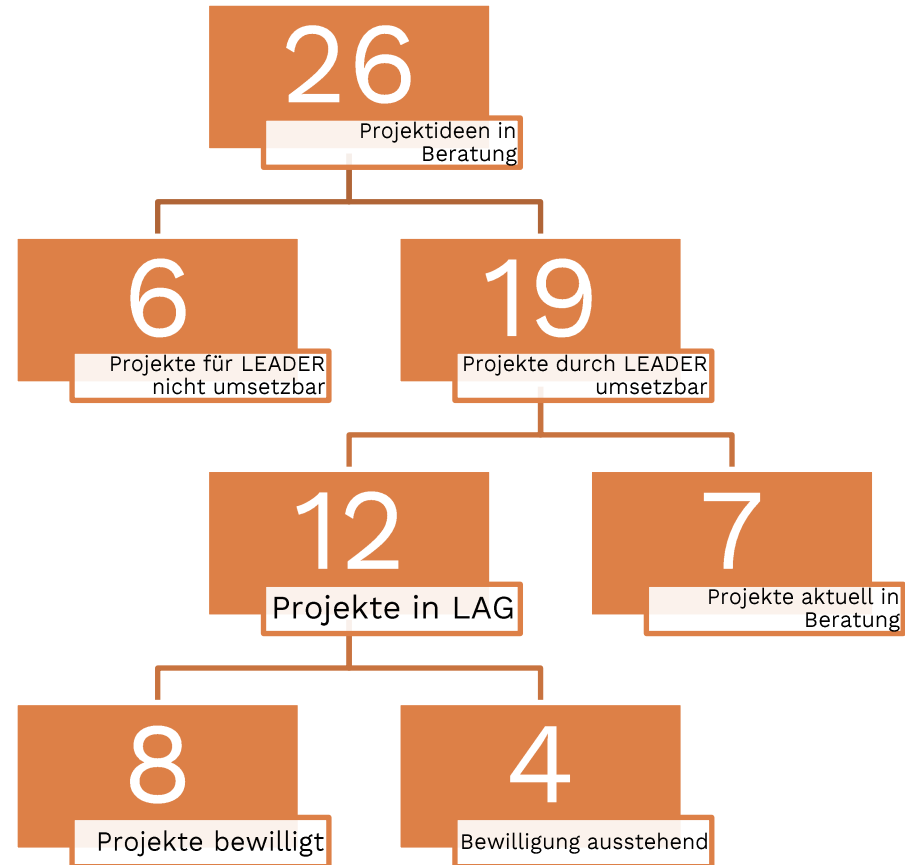 26
Projektideen in
Beratung
6
Projekte für LEADER
nicht umsetzbar
19
Projekte durch LEADER
umsetzbar
12
Projekte in LAG
7
Projekte aktuell in
Beratung
8
Projekte bewilligt
4
Bewilligung ausstehend